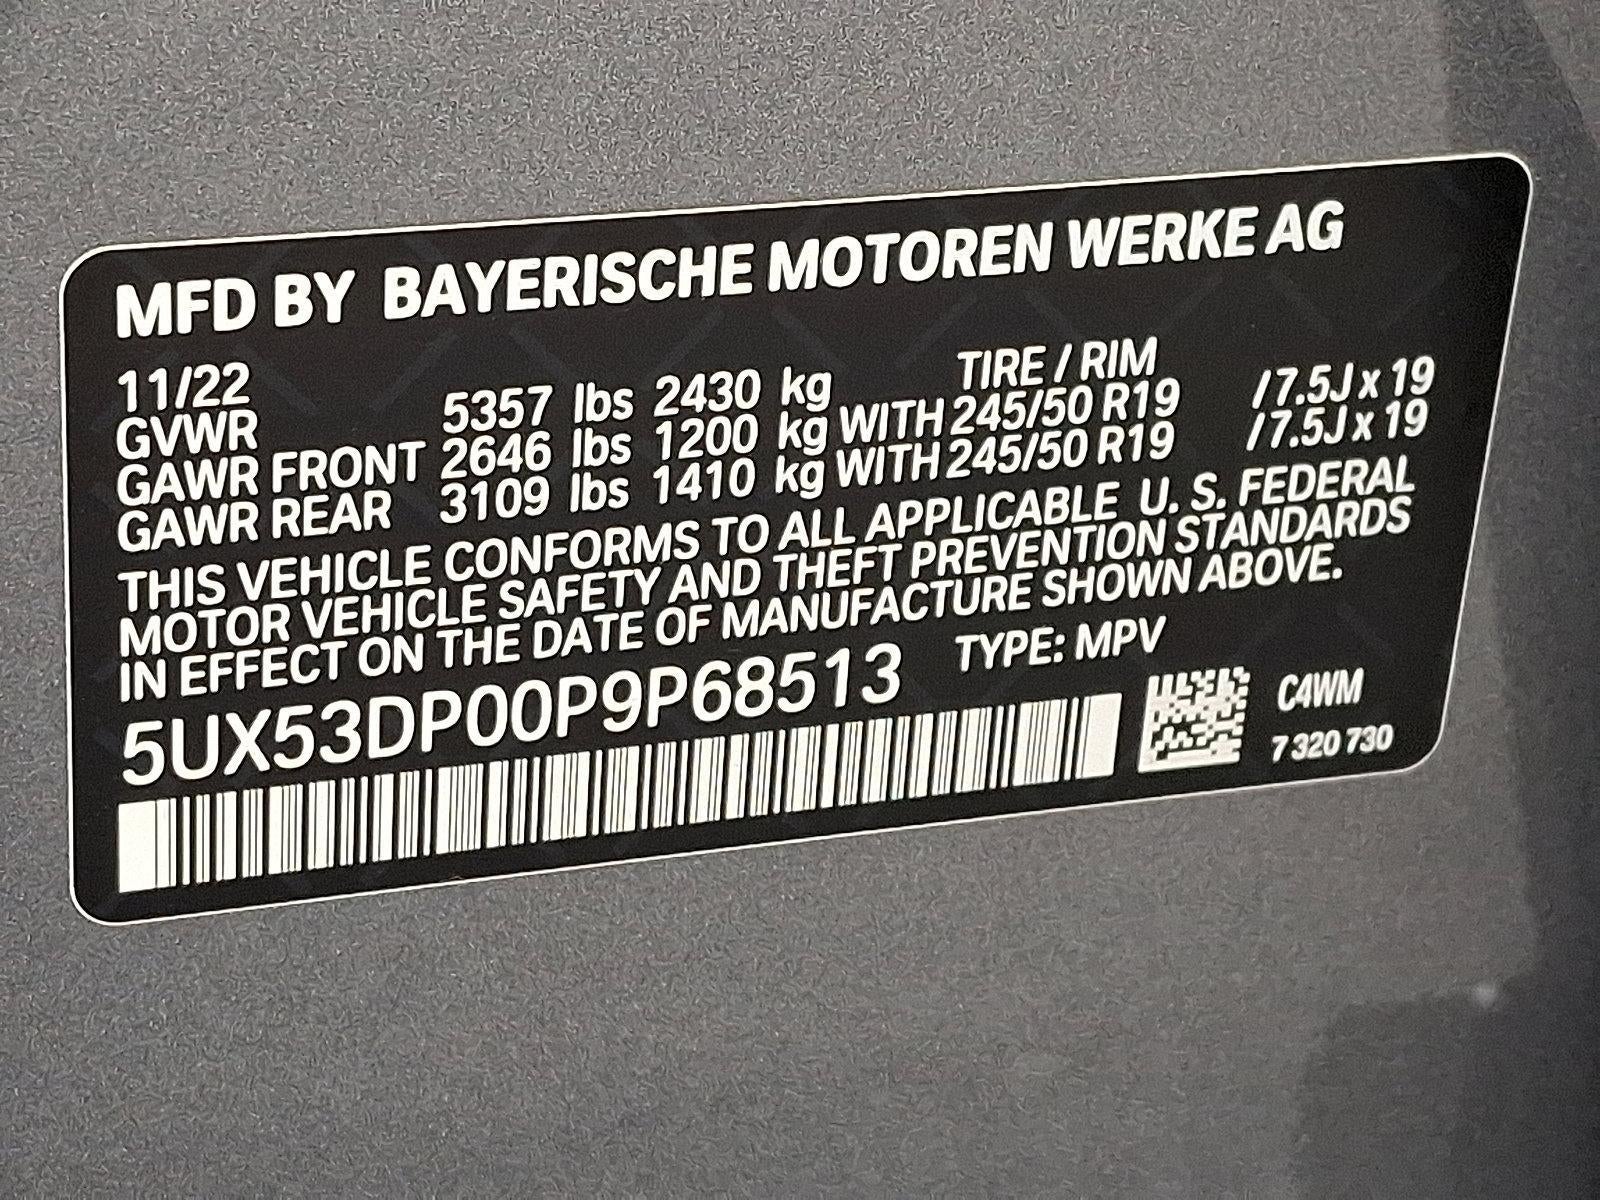 MFD BY BAYERISCHE MOTOREN WERKE AG
11/22 TIRE / RIM
GVWR 5357 lbs 2430 kg
GAWR FRONT 2646 lbs 1200 kg WITH 245/50 R19 /7.5J x 19
GAWR REAR 3109 lbs 1410 kg WITH 245/50 R19 /7.5J x 19
THIS VEHICLE CONFORMS TO ALL APPLICABLE U. S. FEDERAL
MOTOR VEHICLE SAFETY AND THEFT PREVENTION STANDARDS
IN EFFECT ON THE DATE OF MANUFACTURE SHOWN ABOVE.
5UX53DP00P9P68513 TYPE: MPV
C4WM
7 320 730